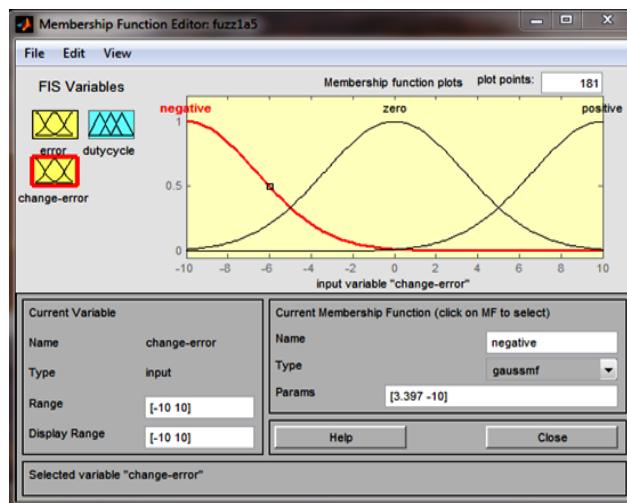 Membership Function Editor: fuzz1a5
File Edit View
FIS Variables
Membership function plots plot points: 181
negative zero positive
1
0.5
0
-10 -8 -6 -4 -2 0 2 4 6 8 10
input variable "change-error"
error dutycycle
change-error
Current Variable
Name change-error
Type input
Range [-10 10]
Display Range [-10 10]
Current Membership Function (click on MF to select)
Name negative
Type gaussmf
Params [3.397 -10]
Help Close
Selected variable "change-error"